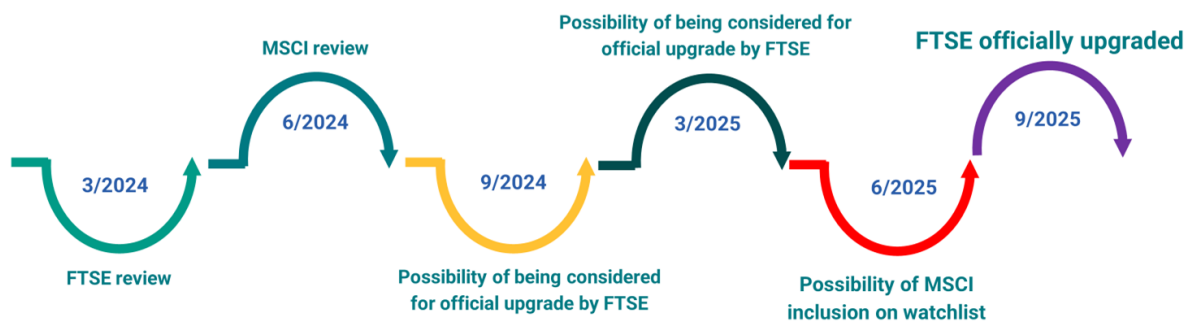 3/2024
FTSE review
MSCI review
6/2024
9/2024
Possibility of being considered
for official upgrade by FTSE
Possibility of being considered for
official upgrade by FTSE
3/2025
6/2025
Possibility of MSCI
inclusion on watchlist
FTSE officially upgraded
9/2025